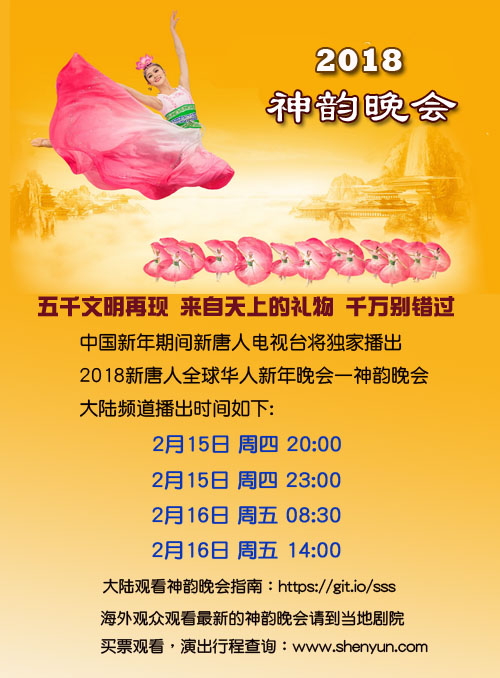 2018
神韵晚会
五千文明再现 来自天上的礼物 千万别错过
中国新年期间新唐人电视台将独家播出
2018新唐人全球华人新年晚会一神韵晚会
大陆频道播出时间如下:
2月15日 周四 20:00
2月15日 周四 23:00
2月16日 周五 08:30
2月16日 周五 14:00
大陆观看神韵晚会指南：https://git.io/sss
海外观众观看最新的神韵晚会请到当地剧院
买票观看，演出行程查询：www.shenyun.com